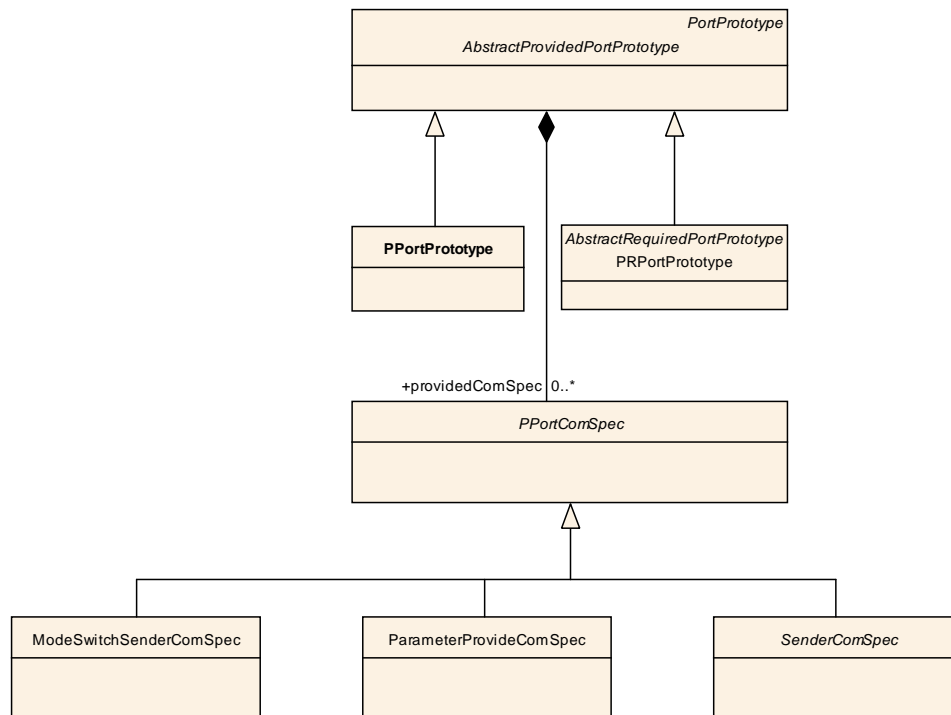 PortPrototype
AbstractProvidedPortPrototype
PPortPrototype
AbstractRequiredPortPrototype
PRPortPrototype
+providedComSpec 0..*
PPortComSpec
ModeSwitchSenderComSpec
ParameterProvideComSpec
SenderComSpec